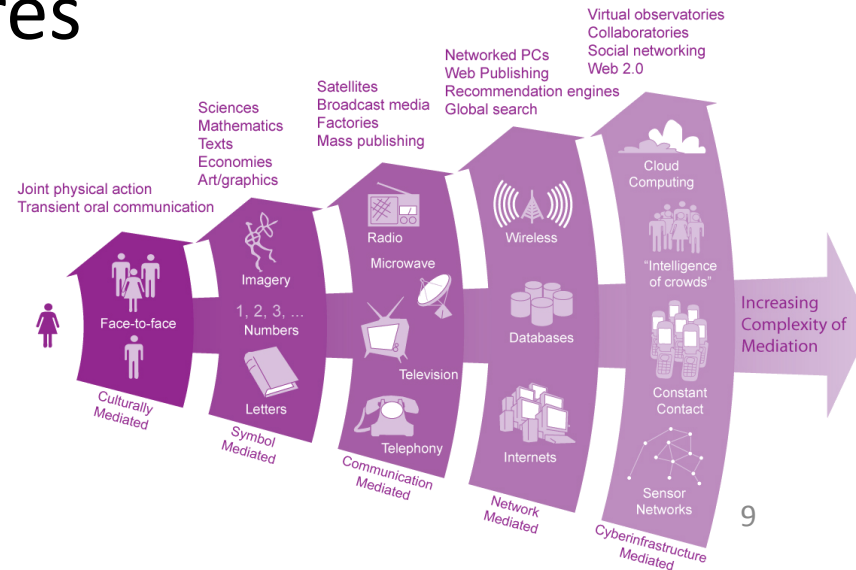 res
Joint physical action
Transient oral communication
Face-to-face
Culturally
Mediated
Sciences
Mathematics
Texts
Economies
Art/graphics
Imagery
1, 2, 3, ...
Numbers
Letters
Symbol
Mediated
Satellites
Broadcast media
Factories
Mass publishing
Radio
Microwave
Television
Telephony
Communication
Mediated
Networked PCs
Web Publishing
Recommendation engines
Global search
Wireless
Databases
Internets
Network
Mediated
Virtual observatories
Collaboratories
Social networking
Web 2.0
Cloud
Computing
"Intelligence
of crowds"
Constant
Contact
Sensor
Networks
Cyberinfrastructure
Mediated
Increasing
Complexity of
Mediation
9